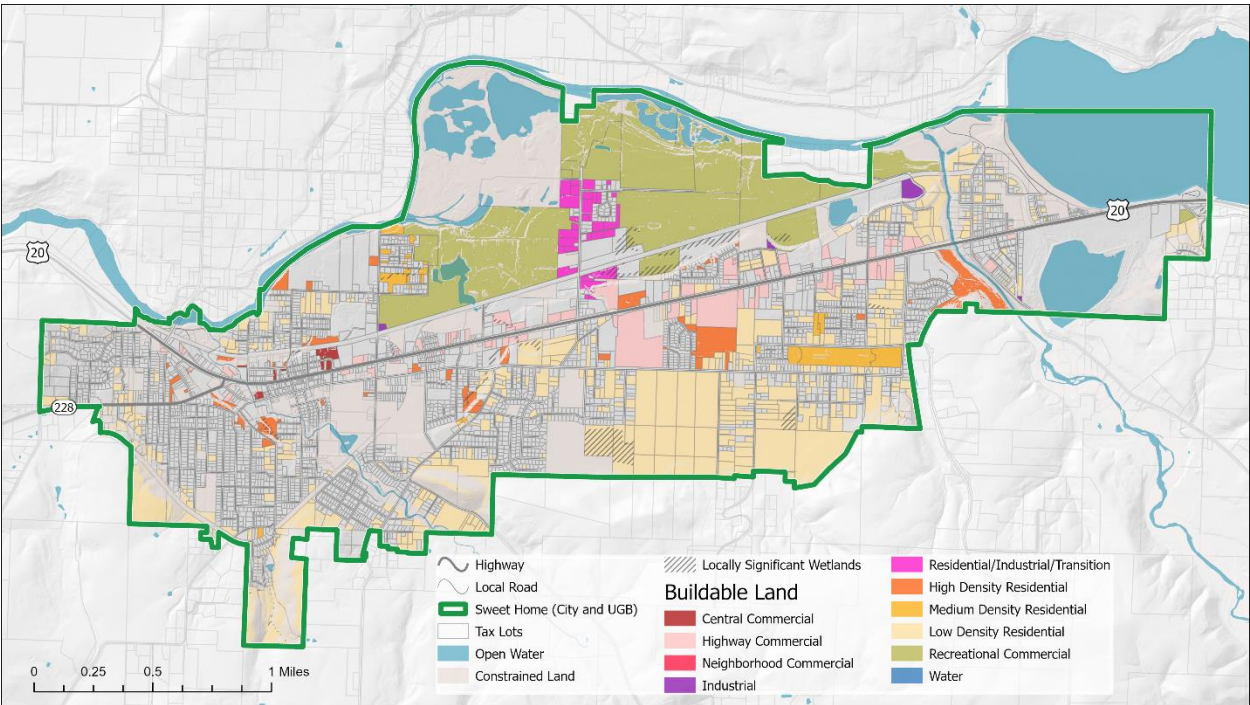 20
20
228
Highway
Local Road
Sweet Home (City and UGB)
Tax Lots
Open Water
Constrained Land
Locally Significant Wetlands
Buildable Land
Central Commercial
Highway Commercial
Neighborhood Commercial
Industrial
Residential/Industrial/Transition
High Density Residential
Medium Density Residential
Low Density Residential
Recreational Commercial
Water
0 0.25 0.5 1 Miles